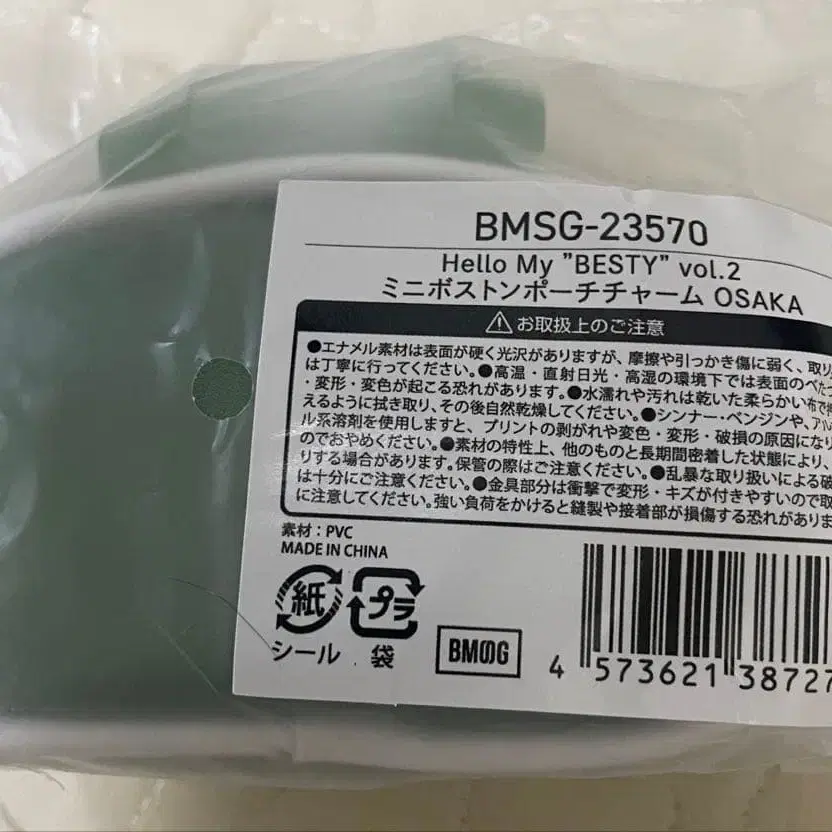 BMSG-23570
Hello My ”BESTY” vol.2
ミニボストンポーチチャーム OSAKA
⚠お取扱上のご注意
●エナメル素材は表面が硬く光沢がありますが、摩擦や引っかき傷に弱く、取り
は丁寧に行ってください。●高温・直射日光・高湿の環境下では表面のべた
・変形・変色が起こる恐れがあります。●水濡れや汚れは乾いた柔らかい布で
えるように拭き取り、その後自然乾燥してください。●シンナー・ベンジンや、アル
ル系溶剤を使用しますと、プリントの剥がれや変色・変形・破損の原因になり
のでおやめください。●素材の特性上、他のものと長期間密着した状態により、
りする場合があります。保管の際はご注意ください。●乱暴な取り扱いによる破
は十分にご注意ください。●金具部分は衝撃で変形・キズが付きやすいので取
に注意してください。強い負荷をかけると縫製や接着部が損傷する恐れがありま
素材：PVC
MADE IN CHINA
紙 プラ
シール 袋
BMSG
4 573621 38727